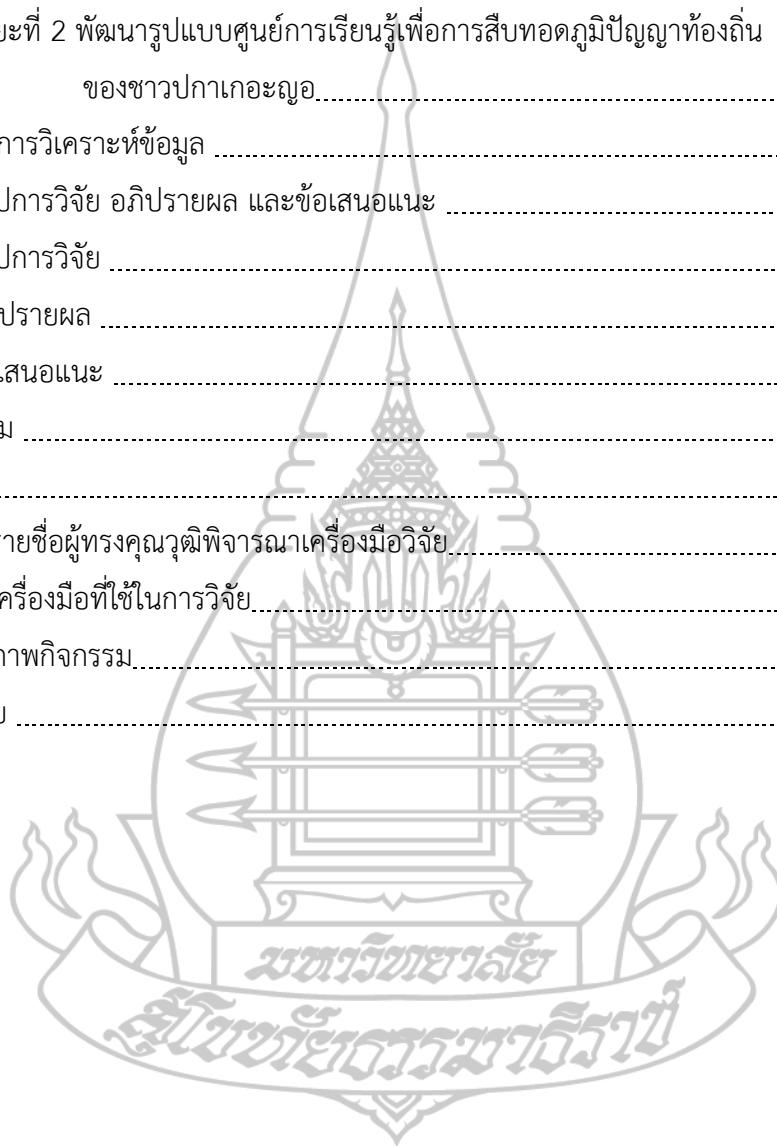 ยะที่ 2 พัฒนารูปแบบศูนย์การเรียนรู้เพื่อการสืบทอดภูมิปัญญาท้องถิ่น
ของชาวปกาเกอะญอ
การวิเคราะห์ข้อมูล
ปการวิจัย อภิปรายผล และข้อเสนอแนะ
ปการวิจัย
ปรายผล
เสนอแนะ
ม
รายชื่อผู้ทรงคุณวุฒิพิจารณาเครื่องมือวิจัย
ครื่องมือที่ใช้ในการวิจัย
าพกิจกรรม
ย
มหาวิทยาลัย
สุโขทัยธรรมาธิราช